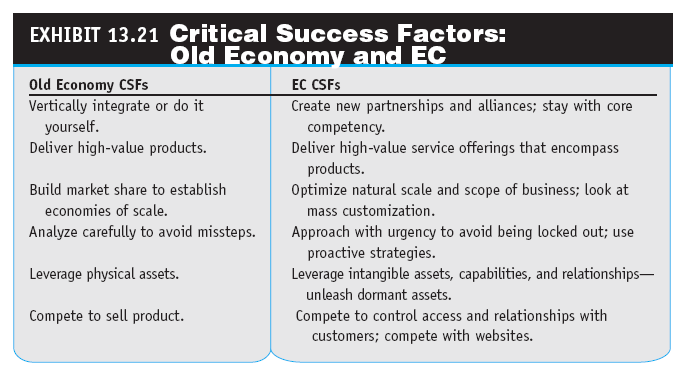 EXHIBIT 13.21 Critical Success Factors:
Old Economy and EC
Old Economy CSFs EC CSFs
Vertically integrate or do it Create new partnerships and alliances; stay with core
yourself. competency.
Deliver high-value products. Deliver high-value service offerings that encompass
products.
Build market share to establish Optimize natural scale and scope of business; look at
economies of scale. mass customization.
Analyze carefully to avoid missteps. Approach with urgency to avoid being locked out; use
proactive strategies.
Leverage physical assets. Leverage intangible assets, capabilities, and relationships—
unleash dormant assets.
Compete to sell product. Compete to control access and relationships with
customers; compete with websites.